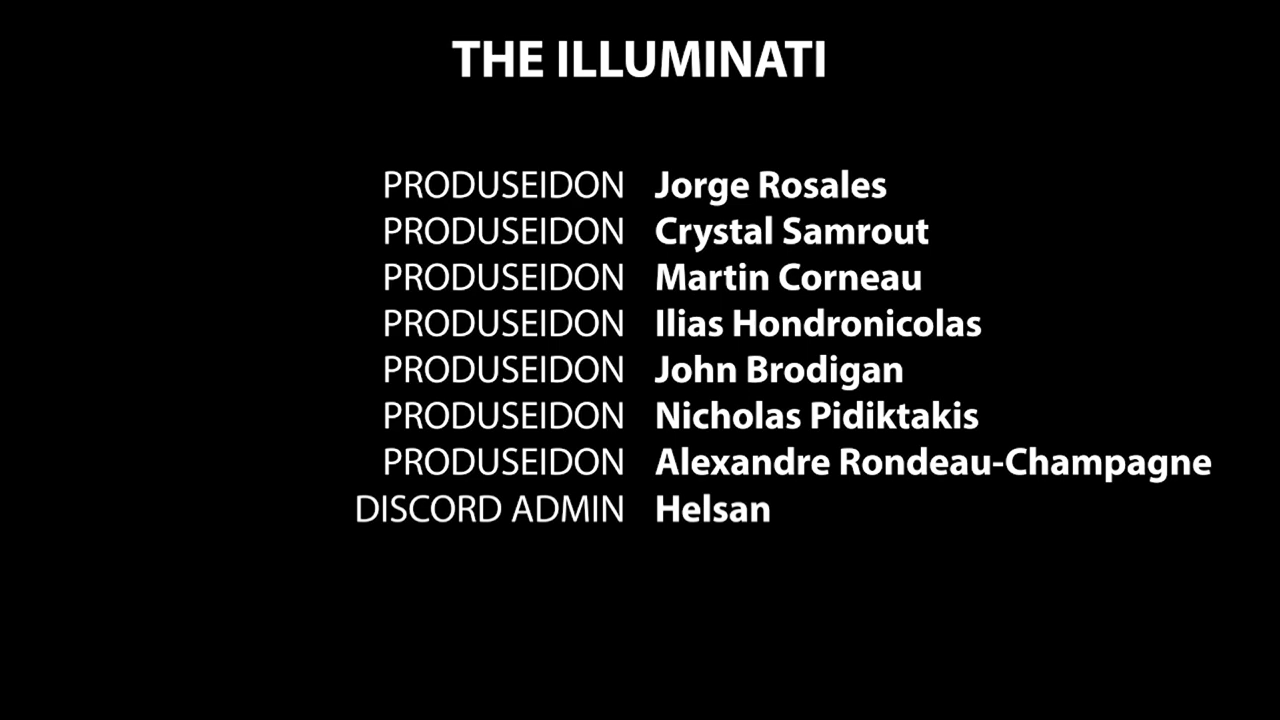 THE ILLUMINATI
PRODUSEIDON Jorge Rosales
PRODUSEIDON Crystal Samrout
PRODUSEIDON Martin Corneau
PRODUSEIDON Ilias Hondronicolas
PRODUSEIDON John Brodigan
PRODUSEIDON Nicholas Pidiktakis
PRODUSEIDON Alexandre Rondeau-Champagne
DISCORD ADMIN Helsan